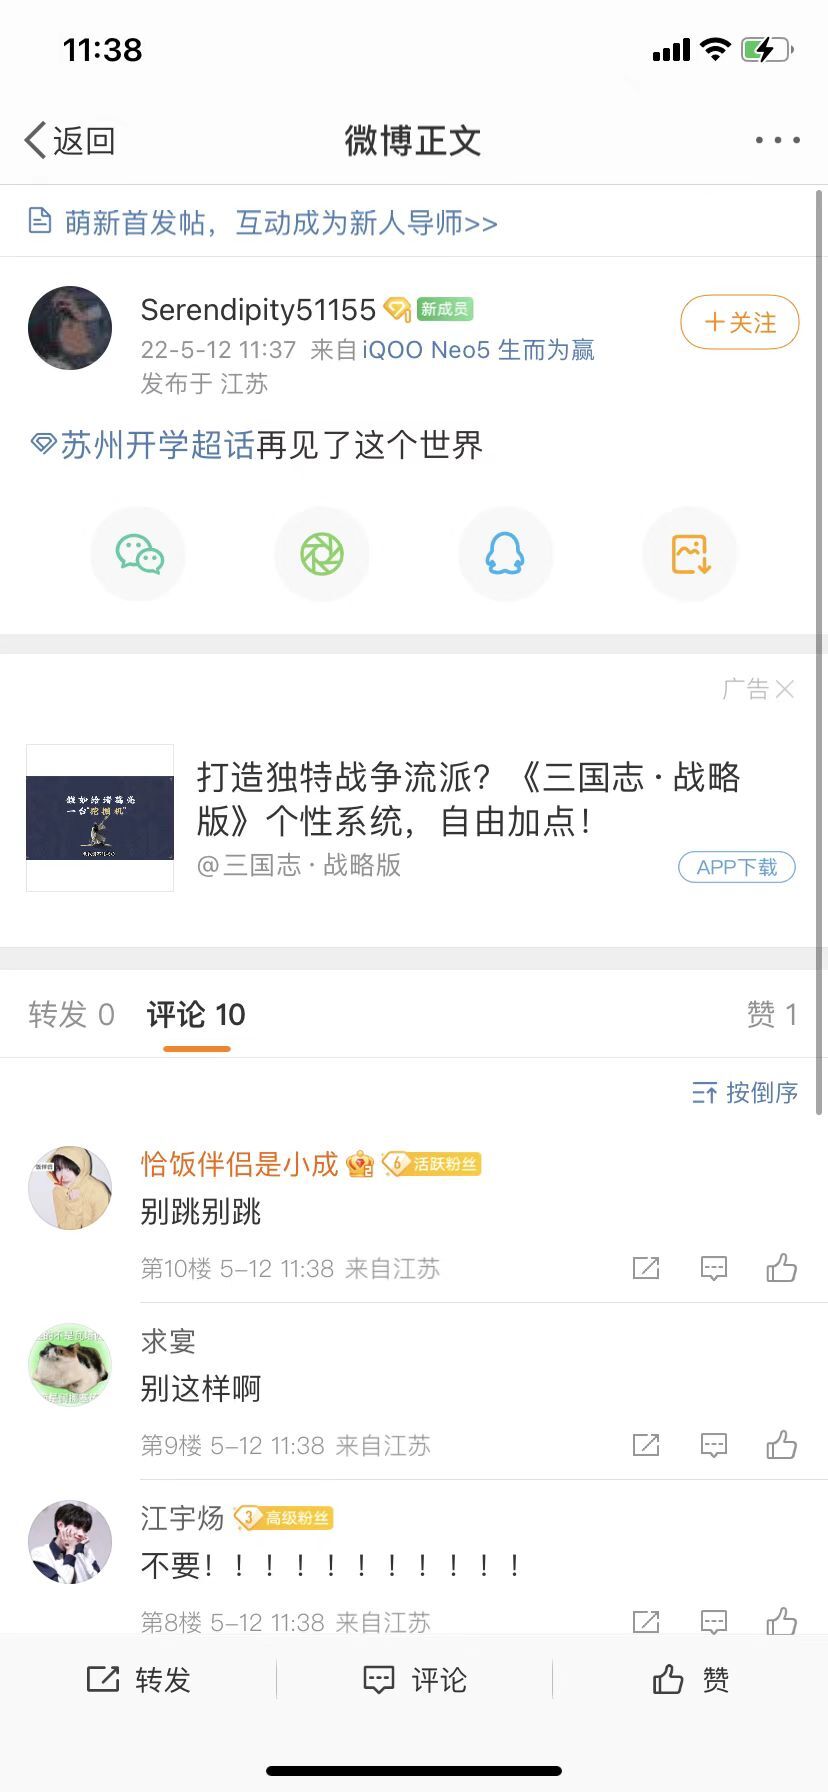 11:38
返回
微博正文
萌新首发帖，互动成为新人导师>>
Serendipity51155 新成员
+关注
22-5-12 11:37 来自 iQOO Neo5 生而为赢
发布于 江苏
苏州开学超话再见了这个世界
广告
打造独特战争流派？《三国志·战略
版》个性系统，自由加点！
@三国志·战略版
APP下载
转发 0 评论 10 赞 1
按倒序
恰饭伴侣是小成 6 活跃粉丝
别跳别跳
第10楼 5-12 11:38 来自江苏
求宴
别这样啊
第9楼 5-12 11:38 来自江苏
江宇炀 3 高级粉丝
不要！！！！！！！！！！！
第8楼 5-12 11:38 来自江苏
转发 评论 赞